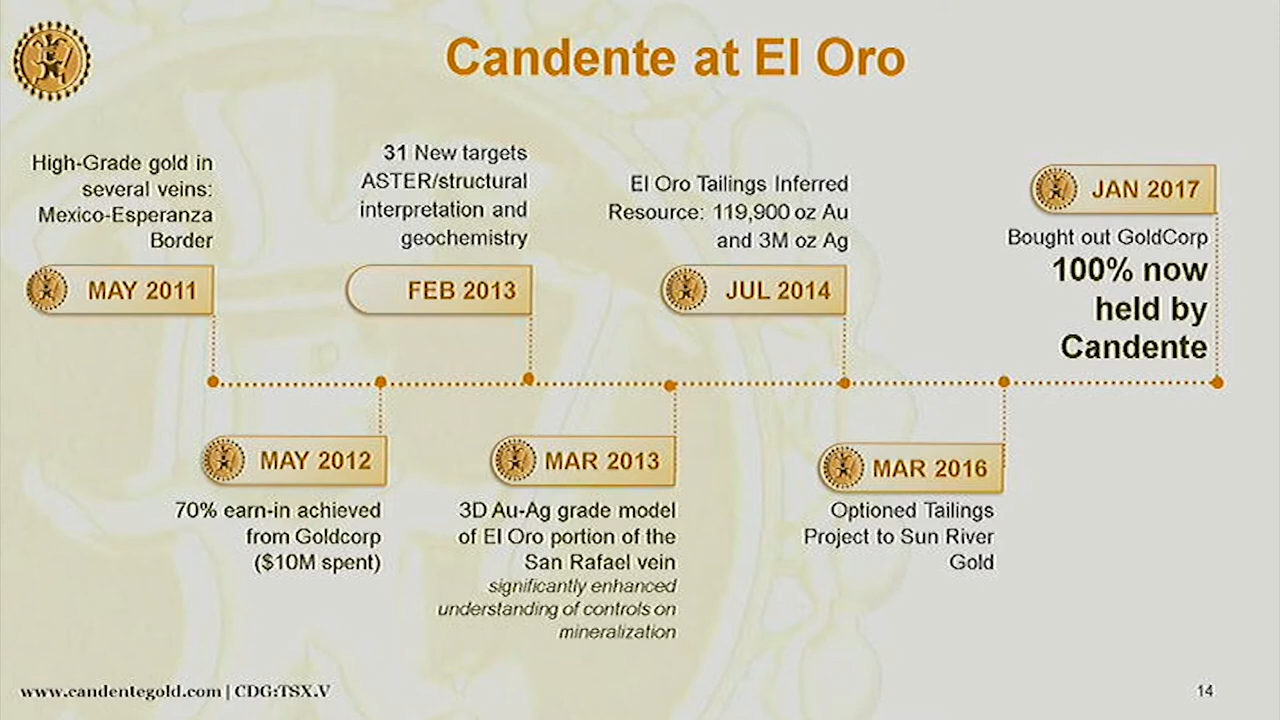 Candente at El Oro
High-Grade gold in
several veins:
Mexico-Esperanza
Border
MAY 2011
31 New targets
ASTER/structural
interpretation and
geochemistry
FEB 2013
El Oro Tailings Inferred
Resource: 119,900 oz Au
and 3M oz Ag
JUL 2014
JAN 2017
Bought out GoldCorp
100% now
held by
Candente
MAY 2012
70% earn-in achieved
from Goldcorp
($10M spent)
MAR 2013
3D Au-Ag grade model
of El Oro portion of the
San Rafael vein
significantly enhanced
understanding of controls on
mineralization
MAR 2016
Optioned Tailings
Project to Sun River
Gold
www.candentegold.com | CDG:TSX.V
14